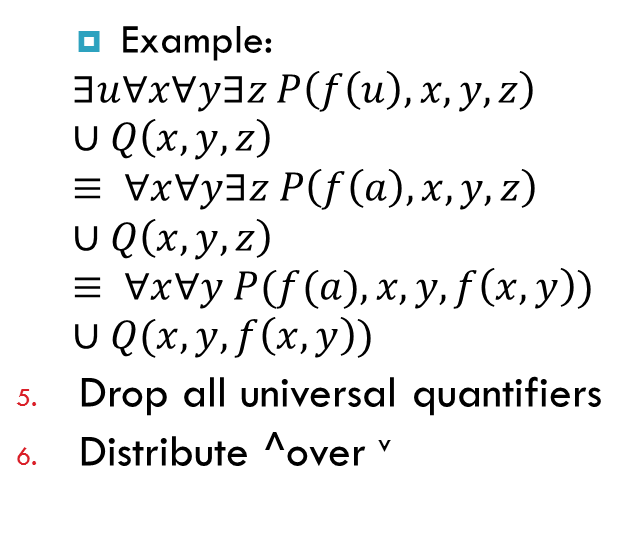 Example:
∃u∀x∀y∃z P(f(u), x, y, z)
∪ Q(x, y, z)
≡ ∀x∀y∃z P(f(a), x, y, z)
∪ Q(x, y, z)
≡ ∀x∀y P(f(a), x, y, f(x, y))
∪ Q(x, y, f(x, y))
5. Drop all universal quantifiers
6. Distribute ^over ˅